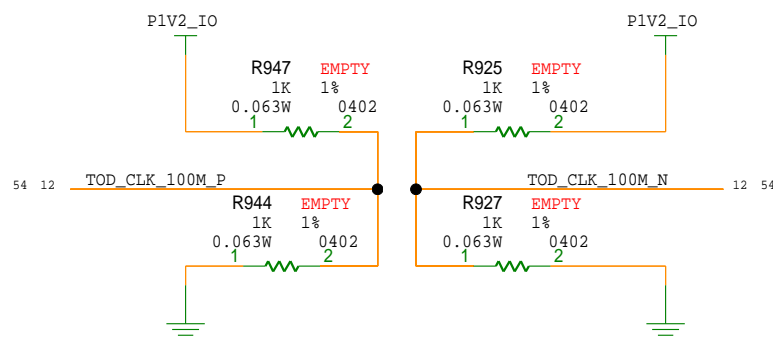 P1V2_IO P1V2_IO
R947 EMPTY R925 EMPTY
1K 1% 1K 1%
0.063W 0402 0.063W 0402
1 2 1 2
54 12 TOD_CLK_100M_P TOD_CLK_100M_N 12 54
R944 EMPTY R927 EMPTY
1K 1% 1K 1%
0.063W 0402 0.063W 0402
1 2 1 2